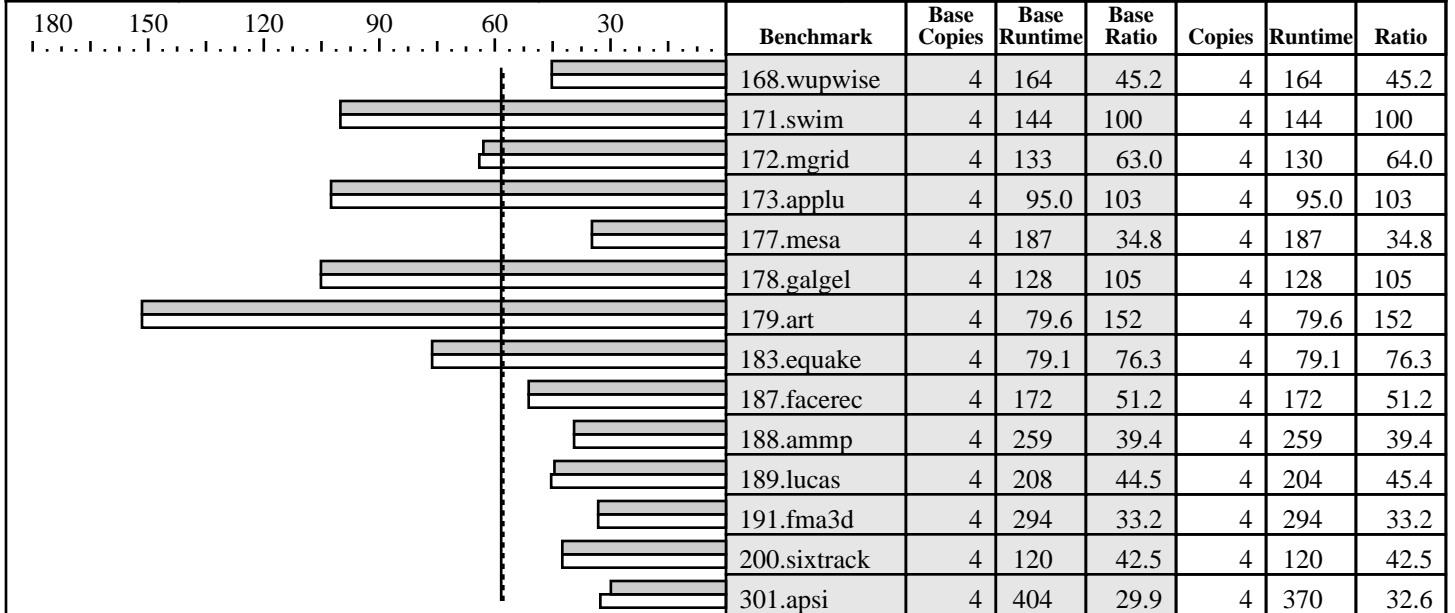 180 150 120 90 60 30
Benchmark Base Copies Base Runtime Base Ratio Copies Runtime Ratio
168.wupwise 4 164 45.2 4 164 45.2
171.swim 4 144 100 4 144 100
172.mgrid 4 133 63.0 4 130 64.0
173.applu 4 95.0 103 4 95.0 103
177.mesa 4 187 34.8 4 187 34.8
178.galgel 4 128 105 4 128 105
179.art 4 79.6 152 4 79.6 152
183.equake 4 79.1 76.3 4 79.1 76.3
187.facerec 4 172 51.2 4 172 51.2
188.ammp 4 259 39.4 4 259 39.4
189.lucas 4 208 44.5 4 204 45.4
191.fma3d 4 294 33.2 4 294 33.2
200.sixtrack 4 120 42.5 4 120 42.5
301.apsi 4 404 29.9 4 370 32.6